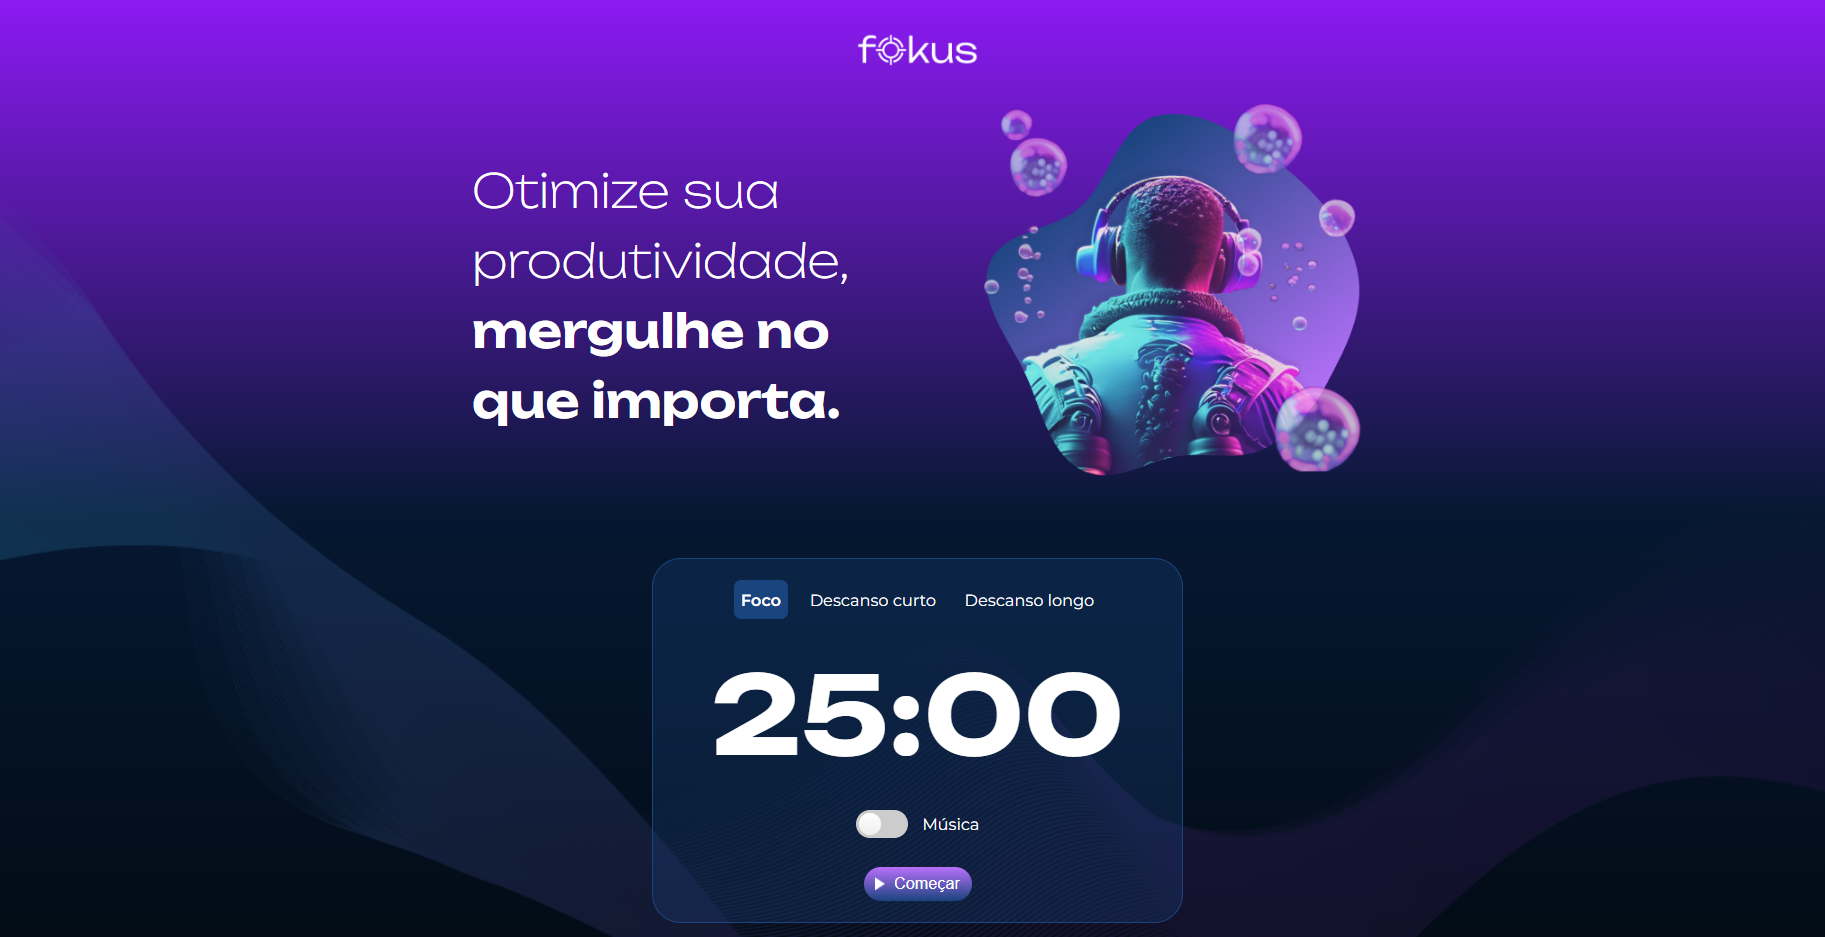 fokus
Otimize sua
produtividade,
mergulhe no
que importa.
Foco Descanso curto Descanso longo
25:00
Música
Começar